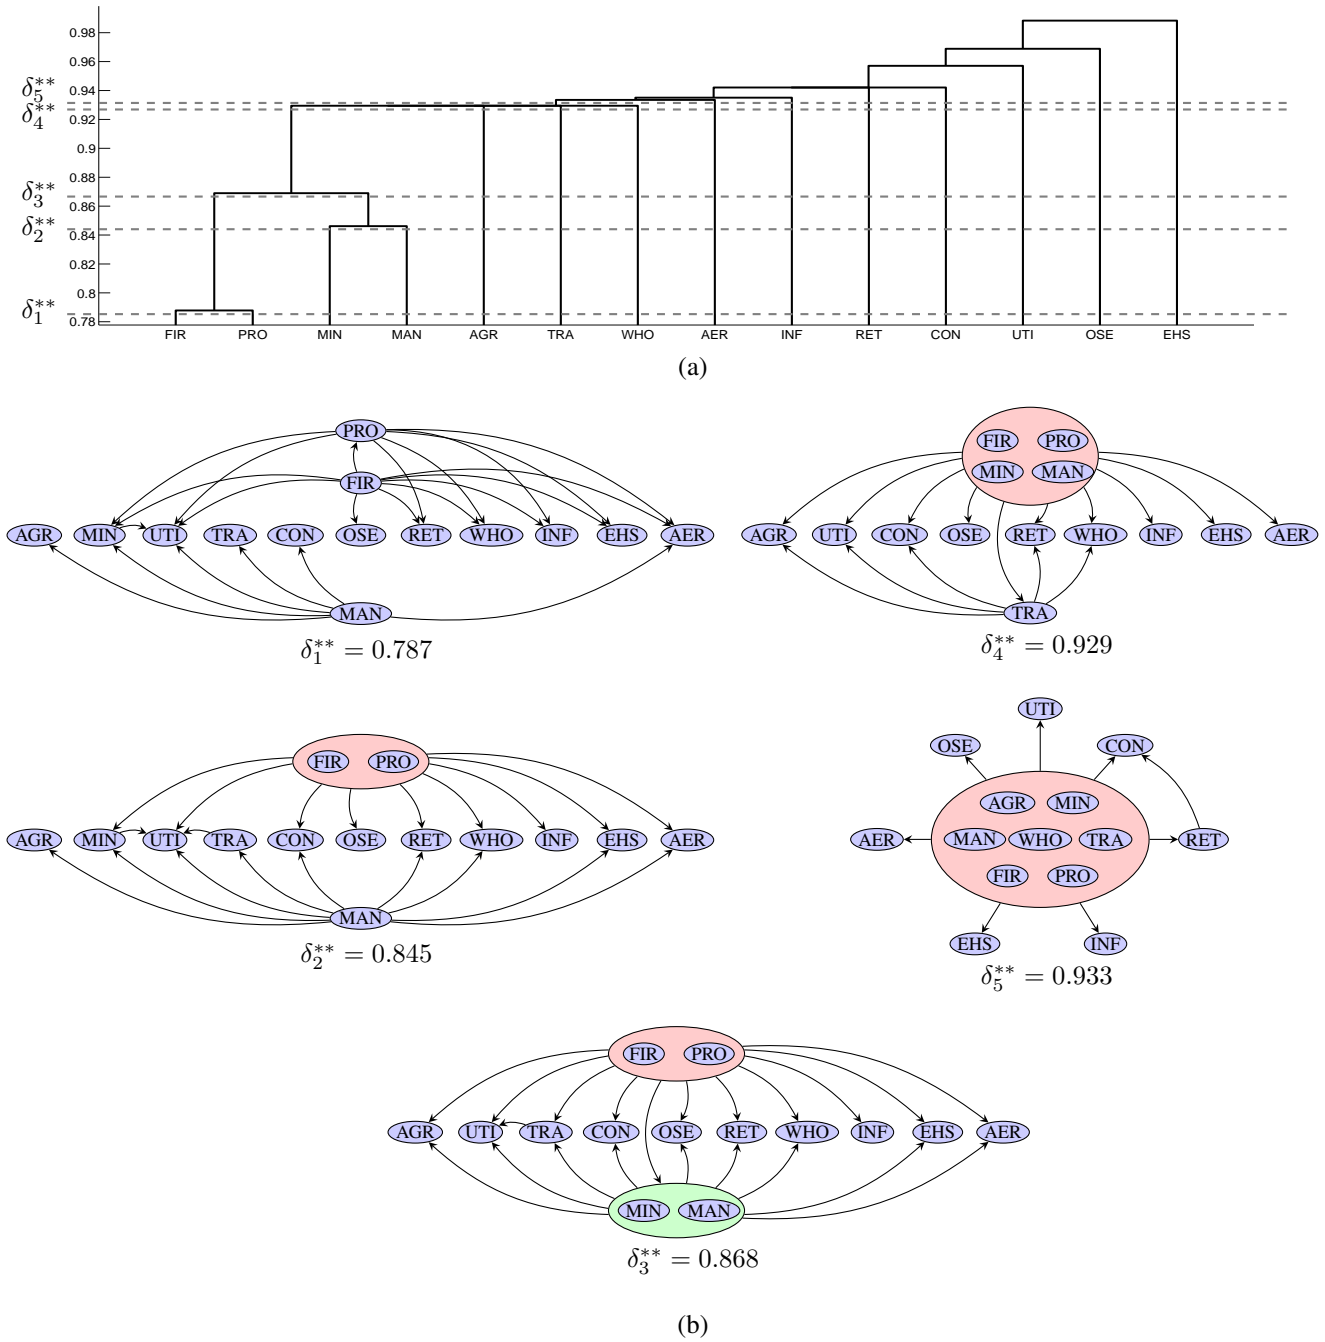 0.98
0.96
δ₅** 0.94
δ₄** 0.92
0.9
0.88
δ₃** 0.86
δ₂** 0.84
0.82
0.8
δ₁** 0.78
FIR PRO MIN MAN AGR TRA WHO AER INF RET CON UTI OSE EHS
(a)
PRO
FIR
AGR MIN UTI TRA CON OSE RET WHO INF EHS AER
MAN
δ₁** = 0.787
FIR PRO
MIN MAN
AGR UTI CON OSE RET WHO INF EHS AER
TRA
δ₄** = 0.929
FIR PRO
AGR MIN UTI TRA CON OSE RET WHO INF EHS AER
MAN
δ₂** = 0.845
UTI
OSE CON
AGR MIN
AER MAN WHO TRA RET
FIR PRO
EHS INF
δ₅** = 0.933
FIR PRO
AGR UTI TRA CON OSE RET WHO INF EHS AER
MIN MAN
δ₃** = 0.868
(b)